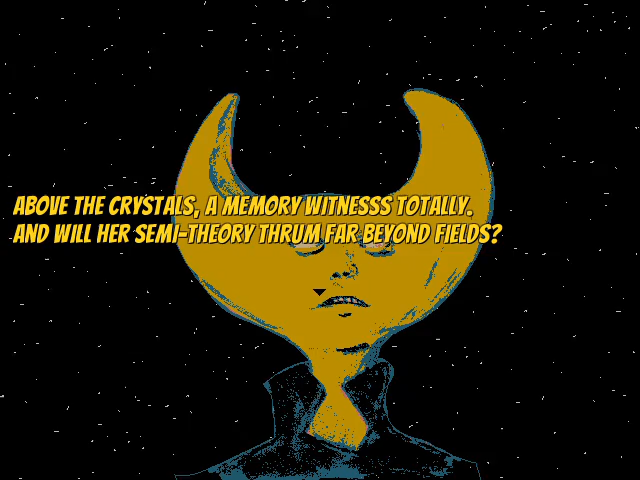 ABOVE THE CRYSTALS, A MEMORY WITNESSS TOTALLY.
AND WILL HER SEMI-THEORY THRUM FAR BEYOND FIELDS?